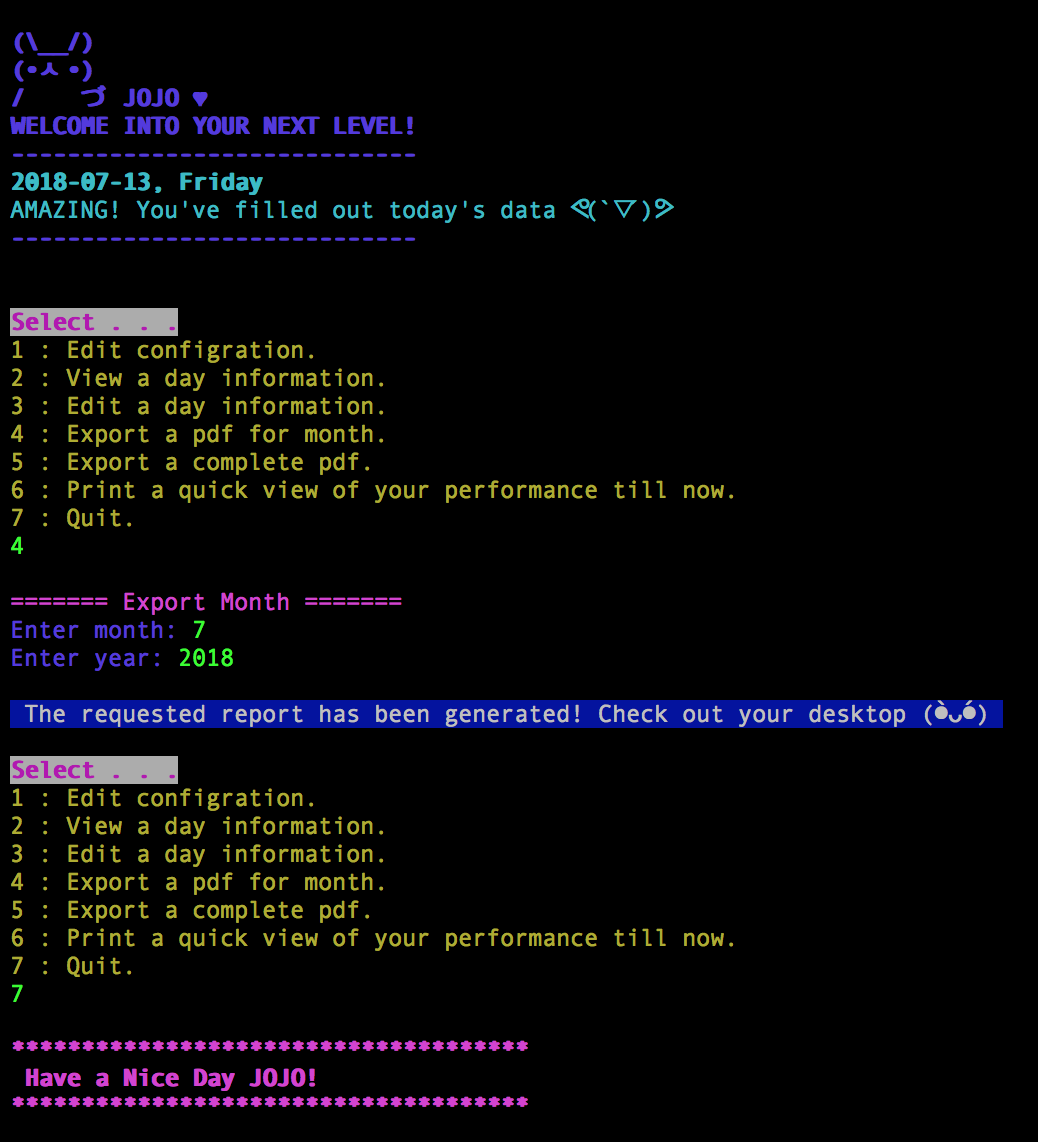 (\__/)
(•ㅅ •)
/    づ JOJO ♥
WELCOME INTO YOUR NEXT LEVEL!
-----------------------------
2018-07-13, Friday
AMAZING! You've filled out today's data ᕙ(`▽´)ᕗ
-----------------------------
Select . . .
1 : Edit configration.
2 : View a day information.
3 : Edit a day information.
4 : Export a pdf for month.
5 : Export a complete pdf.
6 : Print a quick view of your performance till now.
7 : Quit.
4
======= Export Month =======
Enter month: 7
Enter year: 2018
The requested report has been generated! Check out your desktop (•̀ᴗ•́)
Select . . .
1 : Edit configration.
2 : View a day information.
3 : Edit a day information.
4 : Export a pdf for month.
5 : Export a complete pdf.
6 : Print a quick view of your performance till now.
7 : Quit.
7
*************************************
Have a Nice Day JOJO!
*************************************